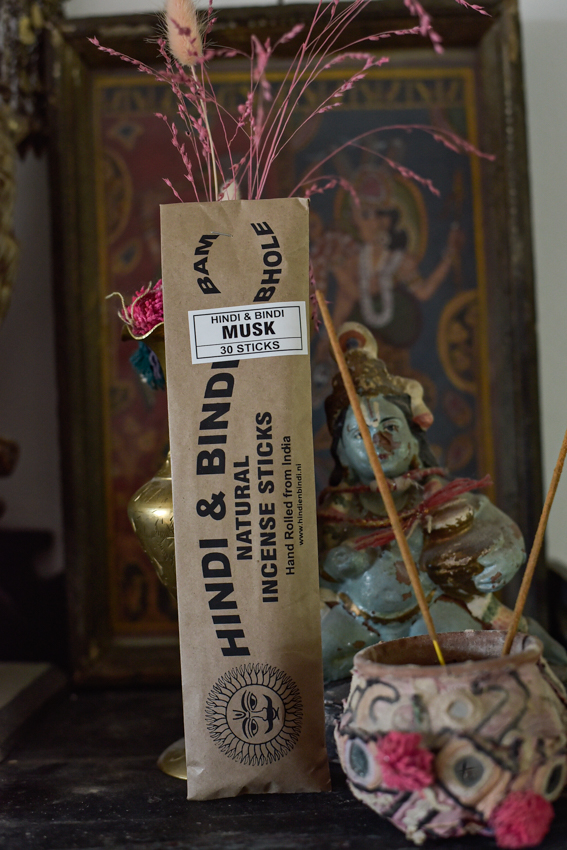 BAM
BHOLE
HINDI & BINDI
MUSK
30 STICKS
HINDI & BINDI
NATURAL
INCENSE STICKS
Hand Rolled from India
www.hindienbindi.nl